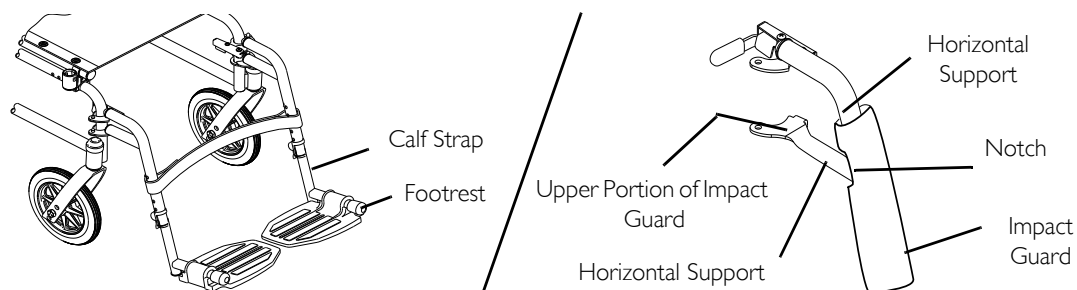 Calf Strap
Footrest
Horizontal
Support
Notch
Upper Portion of Impact
Guard
Impact
Guard
Horizontal Support